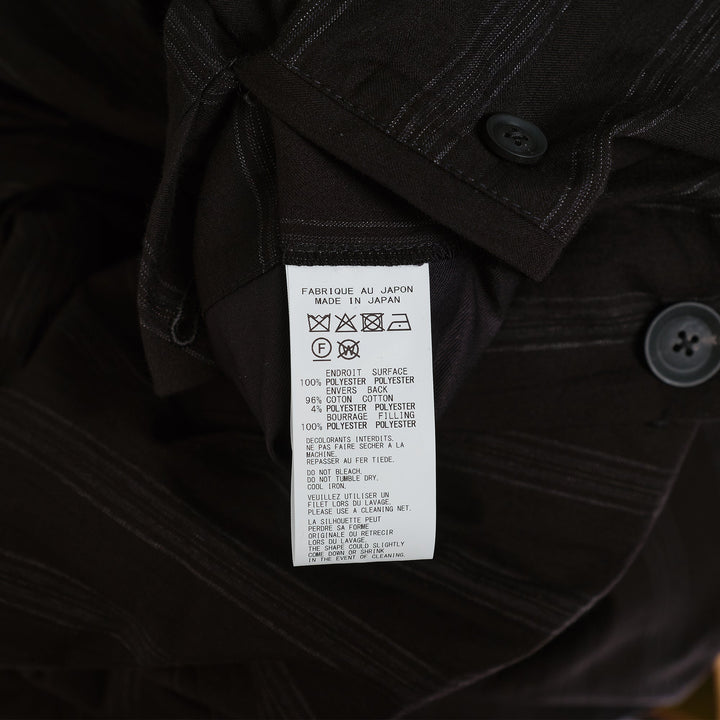 FABRIQUE AU JAPON
MADE IN JAPAN
F W
ENDROIT SURFACE
100% POLYESTER POLYESTER
ENVERS BACK
96% COTON COTTON
4% POLYESTER POLYESTER
BOURRAGE FILLING
100% POLYESTER POLYESTER
DECOLORANTS INTERDITS.
NE PAS FAIRE SECHER A LA
MACHINE.
REPASSER AU FER TIEDE.
DO NOT BLEACH.
DO NOT TUMBLE DRY.
COOL IRON.
VEUILLEZ UTILISER UN
FILET LORS DU LAVAGE.
PLEASE USE A CLEANING NET.
LA SILHOUETTE PEUT
PERDRE SA FORME
ORIGINALE OU RETRECIR
LORS DU LAVAGE.
THE SHAPE COULD SLIGHTLY
COME DOWN OR SHRINK
IN THE EVENT OF CLEANING.